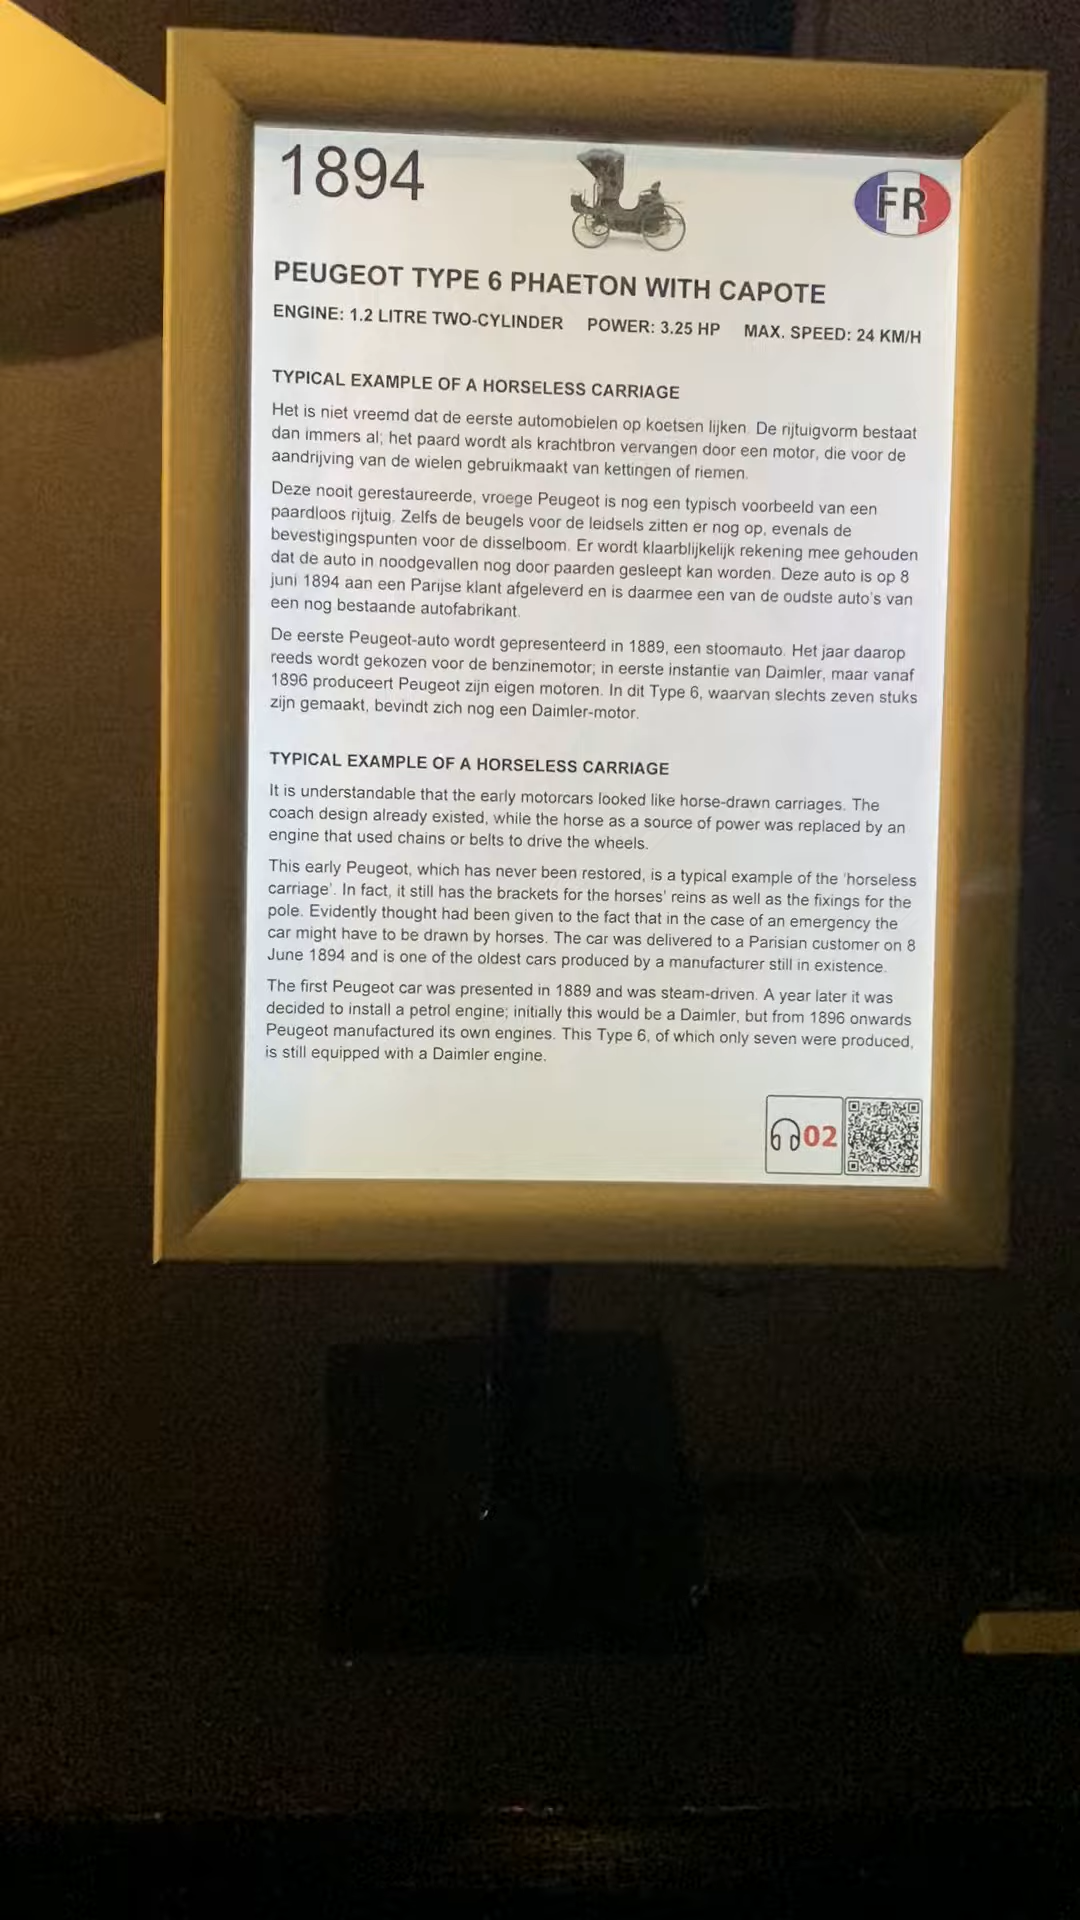 1894
FR
PEUGEOT TYPE 6 PHAETON WITH CAPOTE
ENGINE: 1.2 LITRE TWO-CYLINDER POWER: 3.25 HP MAX. SPEED: 24 KM/H
TYPICAL EXAMPLE OF A HORSELESS CARRIAGE
Het is niet vreemd dat de eerste automobielen op koetsen lijken. De rijtuigvorm bestaat
dan immers al; het paard wordt als krachtbron vervangen door een motor, die voor de
aandrijving van de wielen gebruikmaakt van kettingen of riemen.
Deze nooit gerestaureerde, vroege Peugeot is nog een typisch voorbeeld van een
paardloos rijtuig. Zelfs de beugels voor de leidsels zitten er nog op, evenals de
bevestigingspunten voor de disselboom. Er wordt klaarblijkelijk rekening mee gehouden
dat de auto in noodgevallen nog door paarden gesleept kan worden. Deze auto is op 8
juni 1894 aan een Parijse klant afgeleverd en is daarmee een van de oudste auto's van
een nog bestaande autofabrikant.
De eerste Peugeot-auto wordt gepresenteerd in 1889, een stoomauto. Het jaar daarop
reeds wordt gekozen voor de benzinemotor; in eerste instantie van Daimler, maar vanaf
1896 produceert Peugeot zijn eigen motoren. In dit Type 6, waarvan slechts zeven stuks
zijn gemaakt, bevindt zich nog een Daimler-motor.
TYPICAL EXAMPLE OF A HORSELESS CARRIAGE
It is understandable that the early motorcars looked like horse-drawn carriages. The
coach design already existed, while the horse as a source of power was replaced by an
engine that used chains or belts to drive the wheels.
This early Peugeot, which has never been restored, is a typical example of the 'horseless
carriage'. In fact, it still has the brackets for the horses' reins as well as the fixings for the
pole. Evidently thought had been given to the fact that in the case of an emergency the
car might have to be drawn by horses. The car was delivered to a Parisian customer on 8
June 1894 and is one of the oldest cars produced by a manufacturer still in existence.
The first Peugeot car was presented in 1889 and was steam-driven. A year later it was
decided to install a petrol engine; initially this would be a Daimler, but from 1896 onwards
Peugeot manufactured its own engines. This Type 6, of which only seven were produced,
is still equipped with a Daimler engine.
02